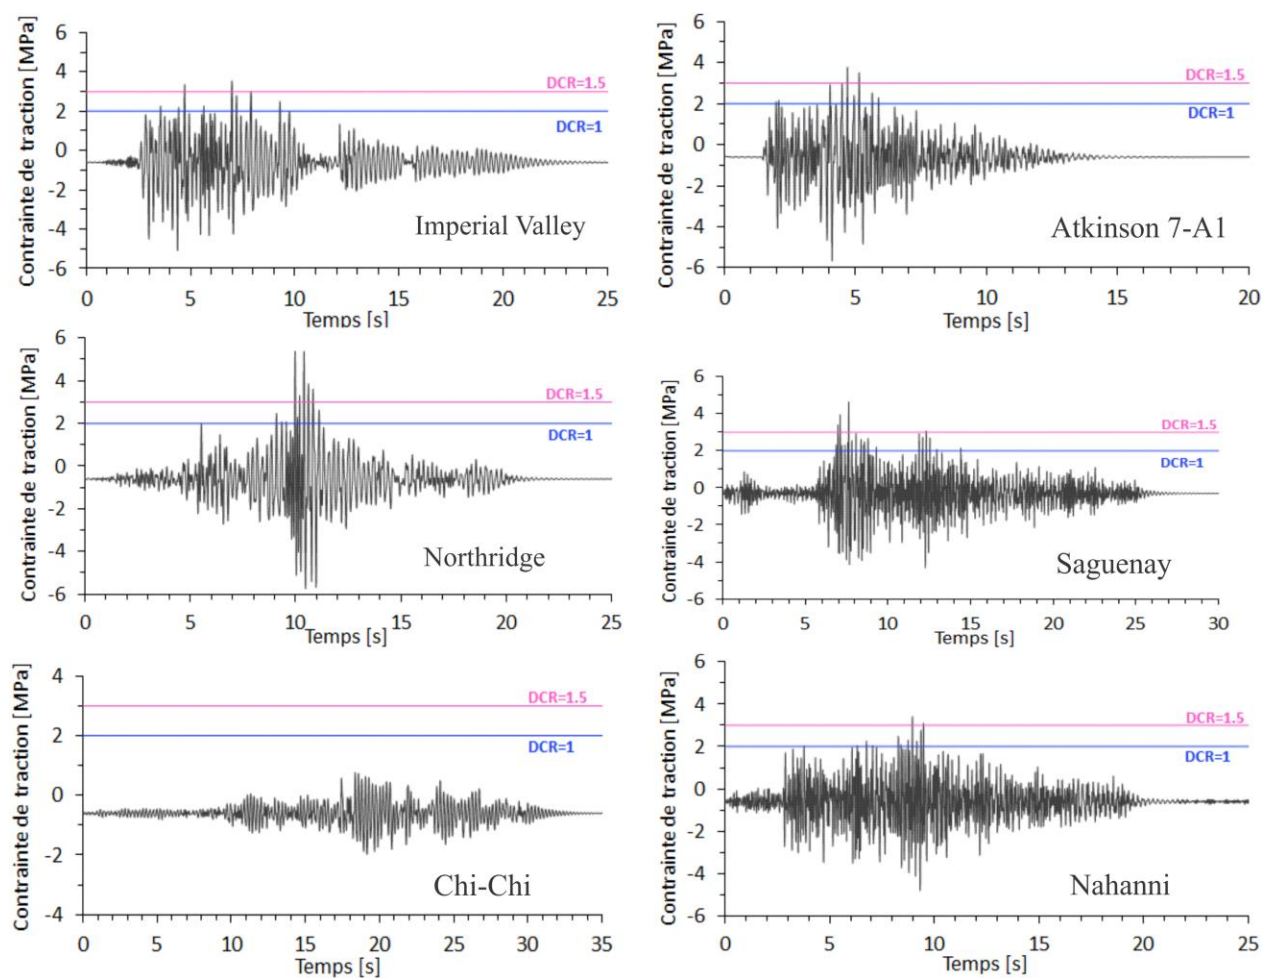 Contrainte de traction [MPa]
6
4
2
0
-2
-4
-6
DCR=1.5
DCR=1
Imperial Valley
0 5 10 15 20 25
Temps [s]
Contrainte de traction [MPa]
6
4
2
0
-2
-4
-6
DCR=1.5
DCR=1
Atkinson 7-A1
0 5 10 15 20
Temps [s]
Contrainte de traction [MPa]
6
4
2
0
-2
-4
-6
DCR=1.5
DCR=1
Northridge
0 5 10 15 20 25
Temps [s]
Contrainte de traction [MPa]
6
4
2
0
-2
-4
-6
DCR=1.5
DCR=1
Saguenay
0 5 10 15 20 25 30
Temps [s]
Contrainte de traction [MPa]
4
2
0
-2
-4
DCR=1.5
DCR=1
Chi-Chi
0 5 10 15 20 25 30 35
Temps [s]
Contrainte de traction [MPa]
6
4
2
0
-2
-4
-6
DCR=1.5
DCR=1
Nahanni
0 5 10 15 20 25
Temps [s]